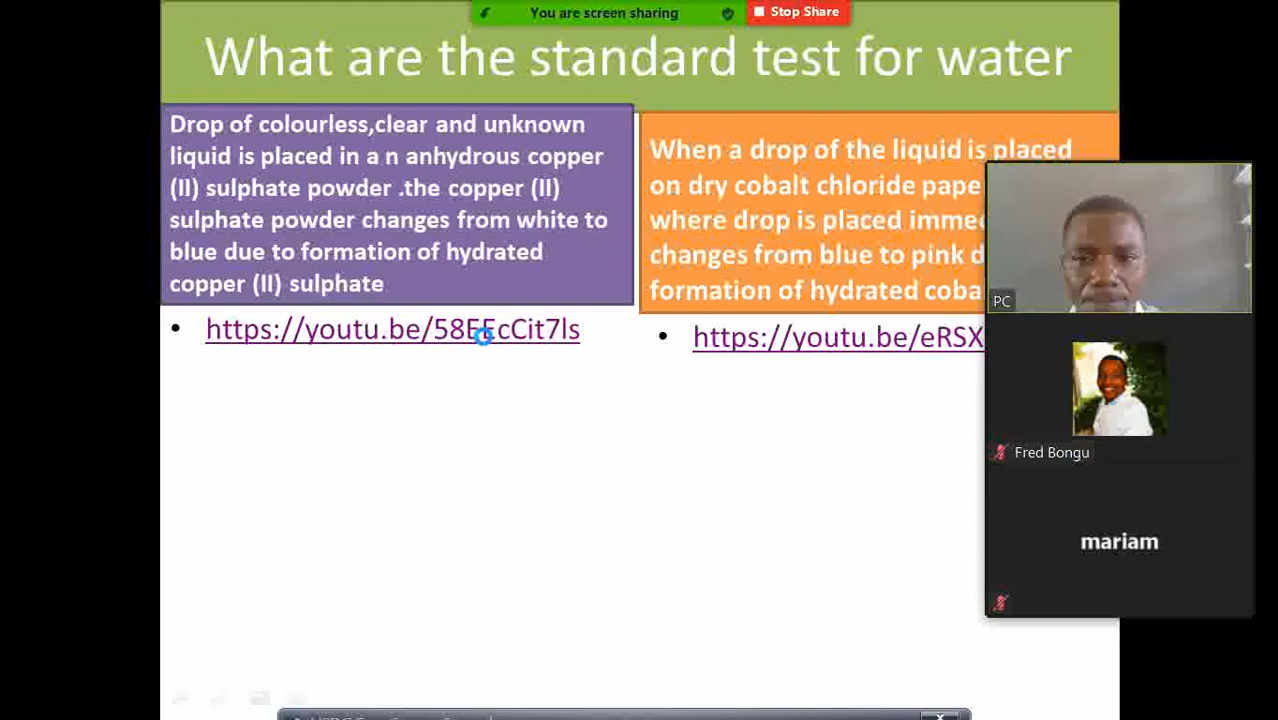 You are screen sharing
Stop Share
What are the standard test for water
Drop of colourless,clear and unknown
liquid is placed in a n anhydrous copper
(II) sulphate powder .the copper (II)
sulphate powder changes from white to
blue due to formation of hydrated
copper (II) sulphate
https://youtu.be/58EEcCit7ls
When a drop of the liquid is placed
on dry cobalt chloride pape
where drop is placed immed
changes from blue to pink d
formation of hydrated coba
https://youtu.be/eRSX
PC
Fred Bongu
mariam